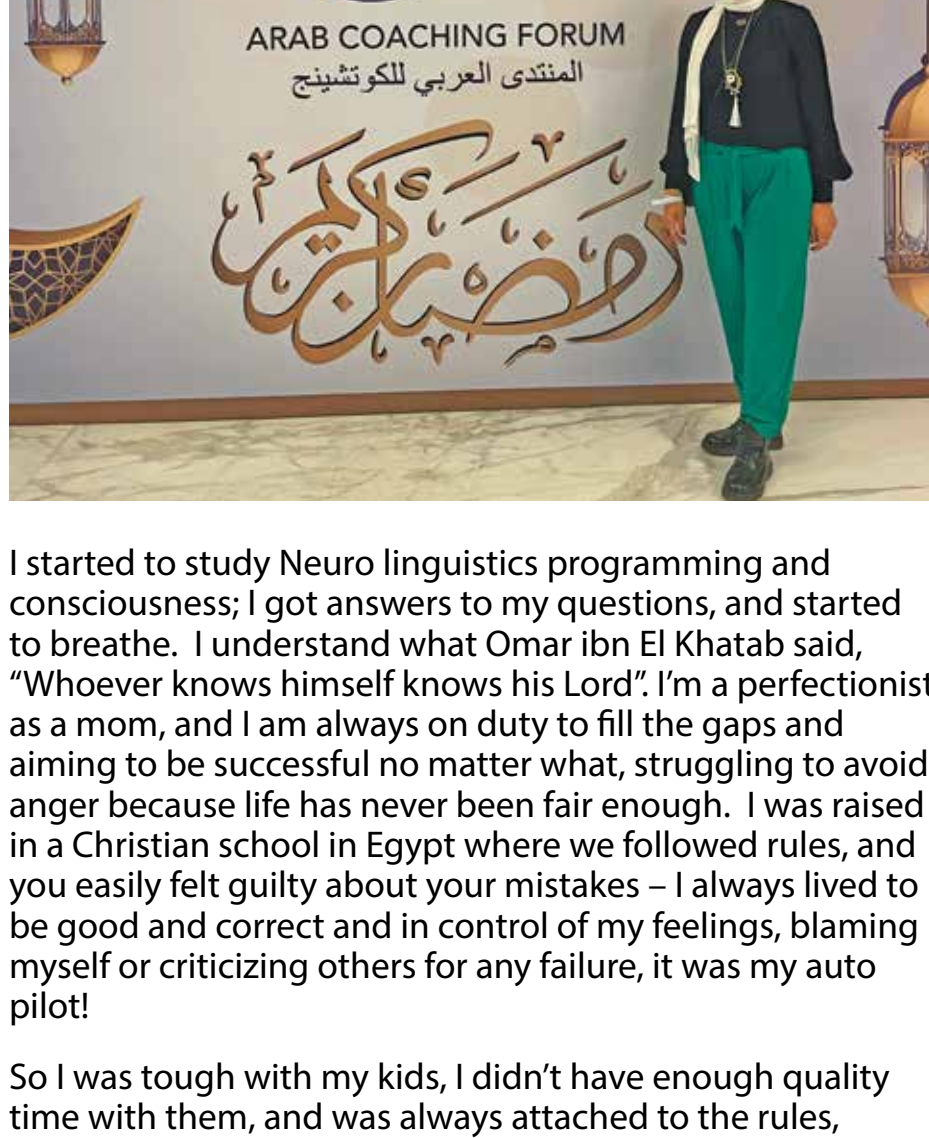 ARAB COACHING FORUM
المنتدى العربي للكوتشينج
رمضان كريم
I started to study Neuro linguistics programming and
consciousness; I got answers to my questions, and started
to breathe.  I understand what Omar ibn El Khatab said,
“Whoever knows himself knows his Lord”. I’m a perfectionist
as a mom, and I am always on duty to fill the gaps and
aiming to be successful no matter what, struggling to avoid
anger because life has never been fair enough.  I was raised
in a Christian school in Egypt where we followed rules, and
you easily felt guilty about your mistakes – I always lived to
be good and correct and in control of my feelings, blaming
myself or criticizing others for any failure, it was my auto
pilot!
So I was tough with my kids, I didn’t have enough quality
time with them, and was always attached to the rules,